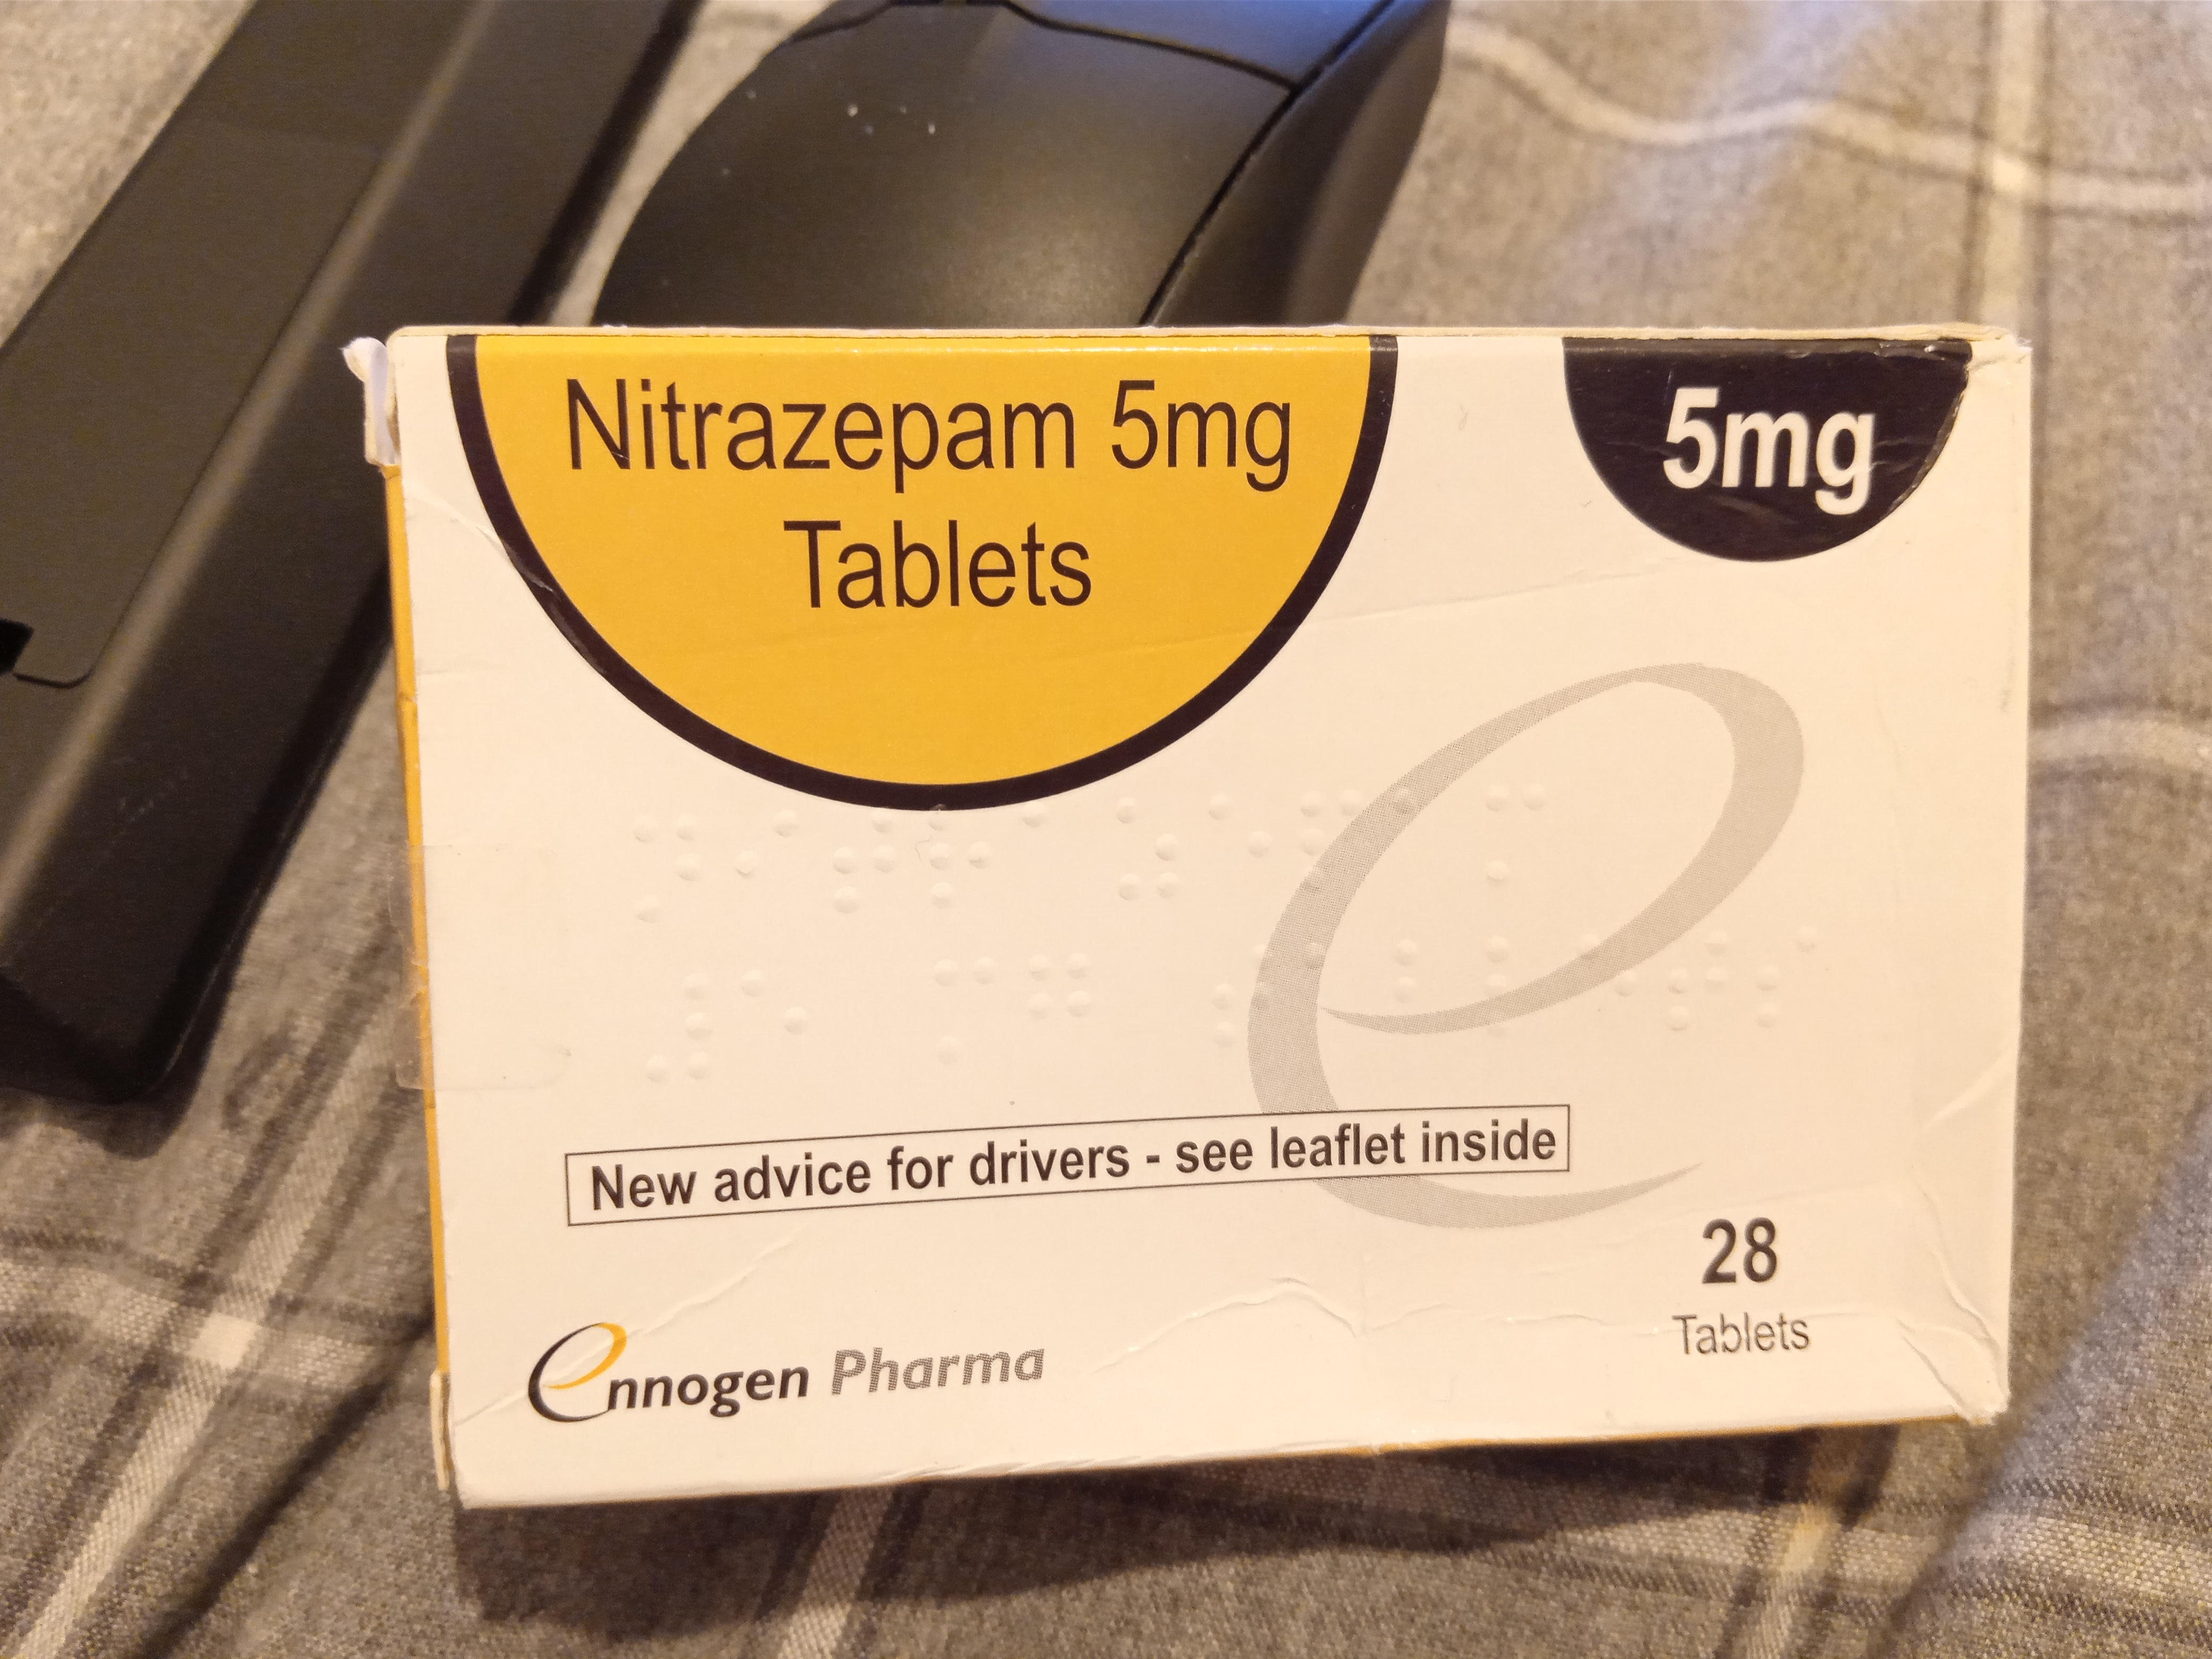 Nitrazepam 5mg
Tablets
5mg
New advice for drivers - see leaflet inside
28
Tablets
ennogen Pharma